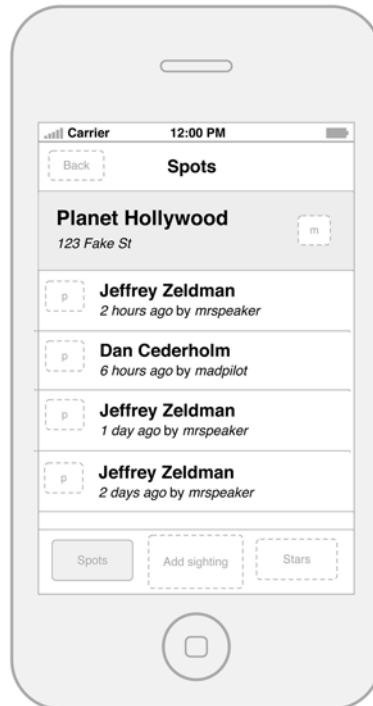 Carrier 12:00 PM
Back Spots
Planet Hollywood
123 Fake St
m
p
Jeffrey Zeldman
2 hours ago by mrspeaker
p
Dan Cederholm
6 hours ago by madpilot
p
Jeffrey Zeldman
1 day ago by mrspeaker
p
Jeffrey Zeldman
2 days ago by mrspeaker
Spots Add sighting Stars